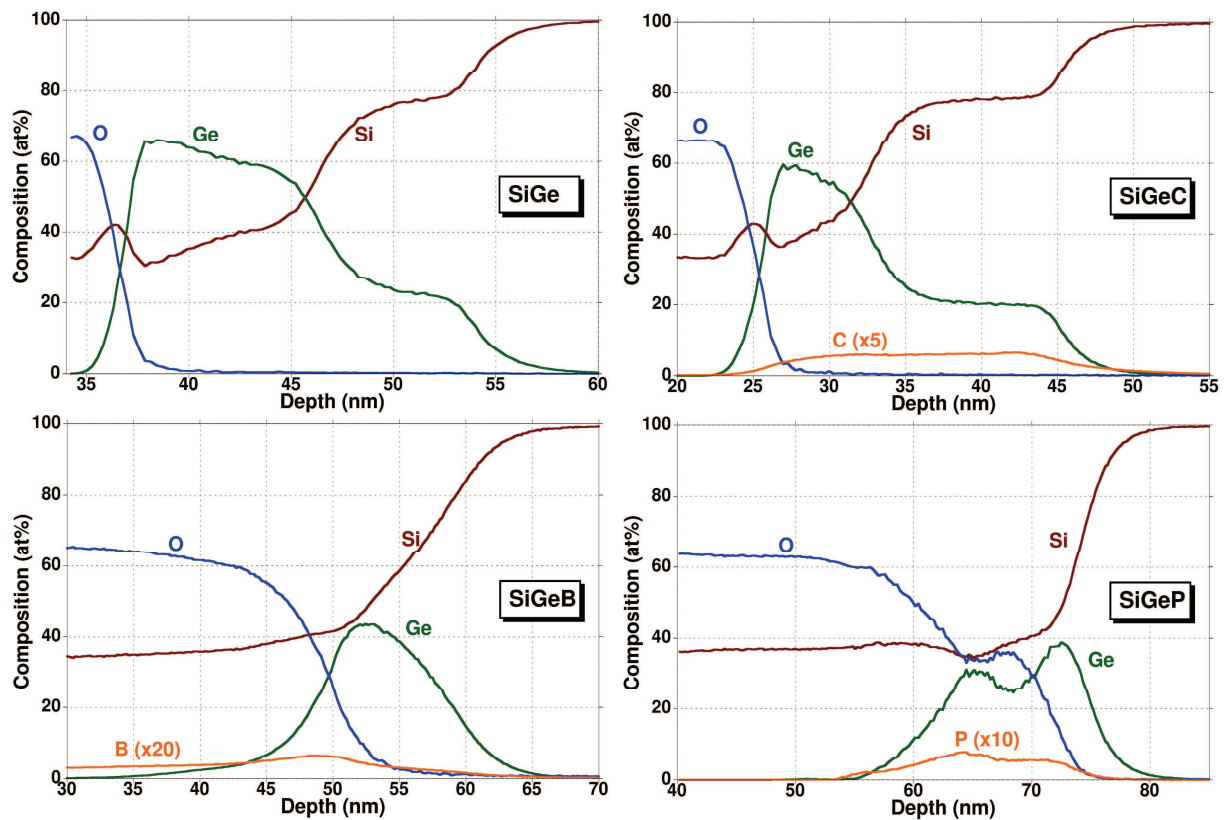 100
80
60
40
20
0
Composition (at%)
O
Ge
Si
SiGe
35
40
45
50
55
60
Depth (nm)
100
80
60
40
20
0
Composition (at%)
O
Ge
Si
C (x5)
SiGeC
20
25
30
35
40
45
50
55
Depth (nm)
100
80
60
40
20
0
Composition (at%)
O
Si
Ge
B (x20)
SiGeB
30
35
40
45
50
55
60
65
70
Depth (nm)
100
80
60
40
20
0
Composition (at%)
O
Si
Ge
P (x10)
SiGeP
40
50
60
70
80
Depth (nm)